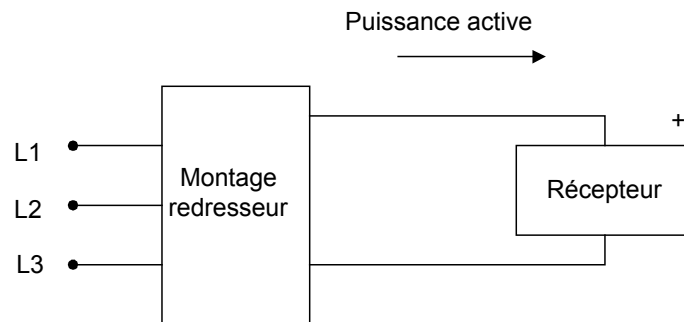 Puissance active
+
L1
L2
L3
Montage
redresseur
Récepteur